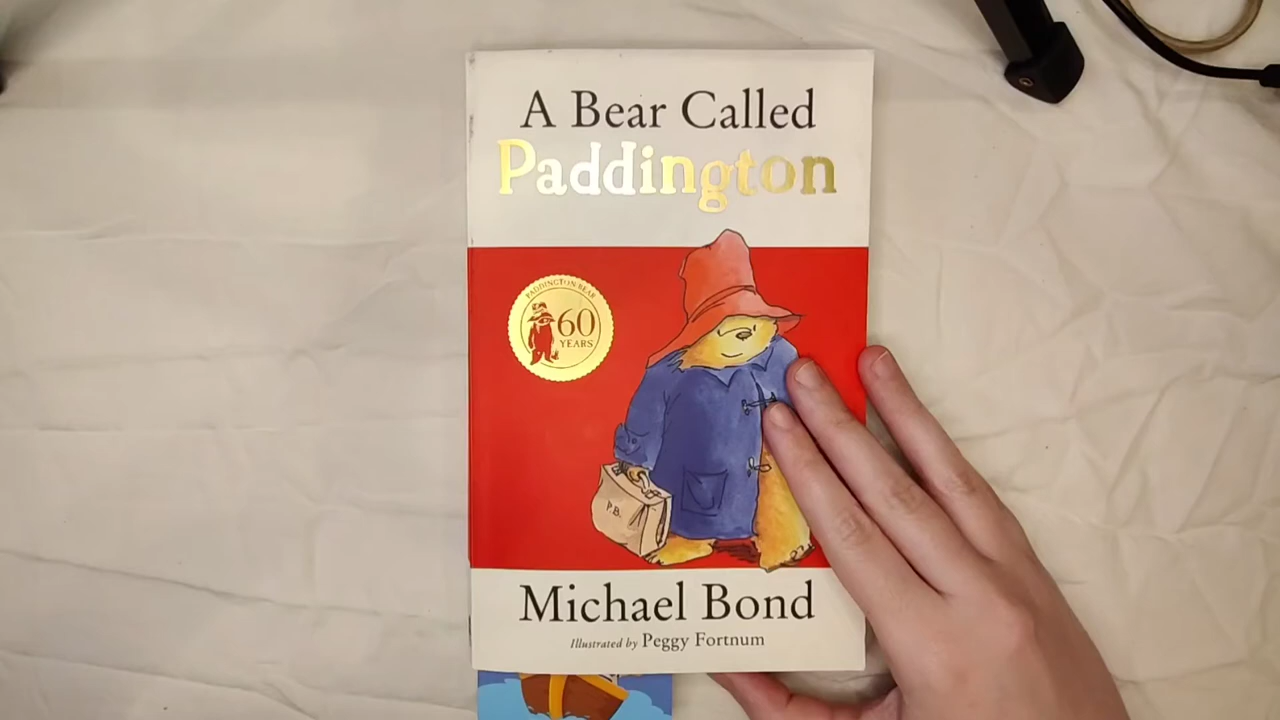 A Bear Called
Paddington
PADDINGTON BEAR
60
YEARS
P.B.
Michael Bond
Illustrated by Peggy Fortnum